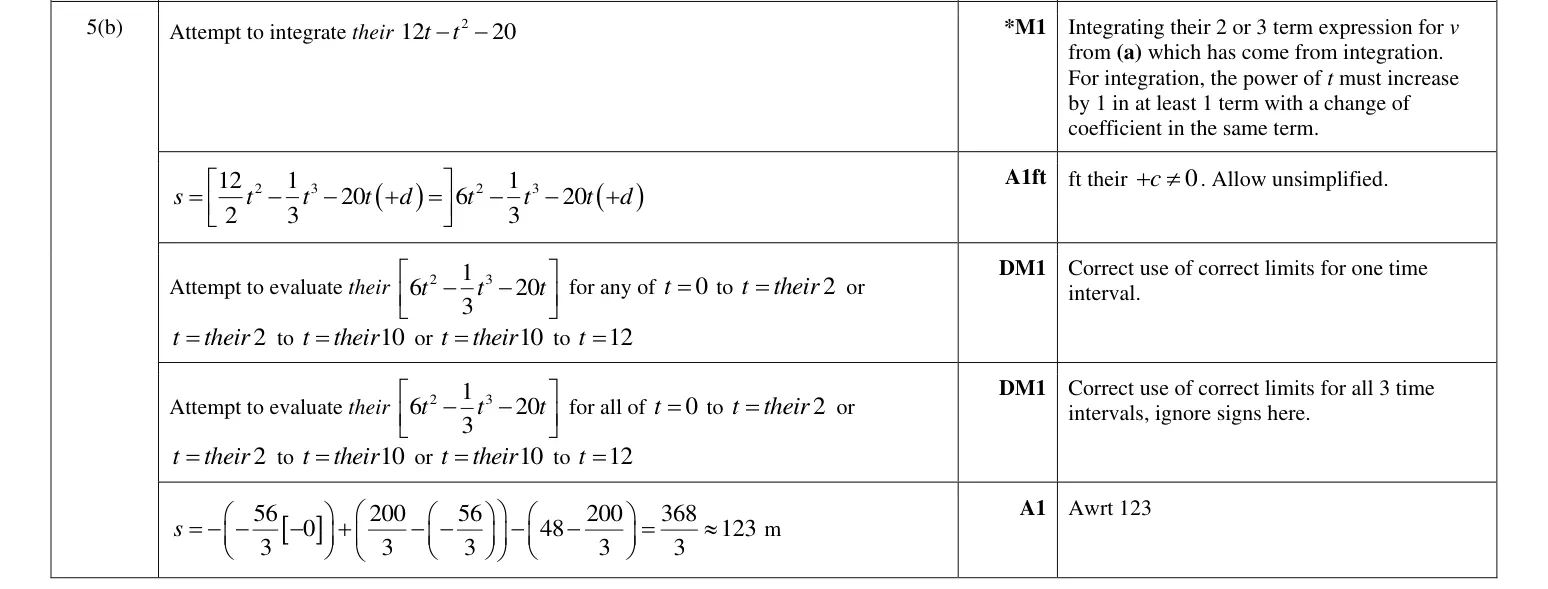 5(b)
Attempt to integrate their 12t − t² − 20
*M1
Integrating their 2 or 3 term expression for v
from (a) which has come from integration.
For integration, the power of t must increase
by 1 in at least 1 term with a change of
coefficient in the same term.
s = [12/2 t² − 1/3 t³ − 20t (+d) =] 6t² − 1/3 t³ − 20t (+d)
A1ft
ft their +c ≠ 0. Allow unsimplified.
Attempt to evaluate their [6t² − 1/3 t³ − 20t] for any of t = 0 to t = their 2 or
t = their 2 to t = their 10 or t = their 10 to t = 12
DM1
Correct use of correct limits for one time
interval.
Attempt to evaluate their [6t² − 1/3 t³ − 20t] for all of t = 0 to t = their 2 or
t = their 2 to t = their 10 or t = their 10 to t = 12
DM1
Correct use of correct limits for all 3 time
intervals, ignore signs here.
s = −(−56/3 [−0]) + (200/3 − (−56/3)) − (48 − 200/3) = 368/3 ≈ 123 m
A1
Awrt 123